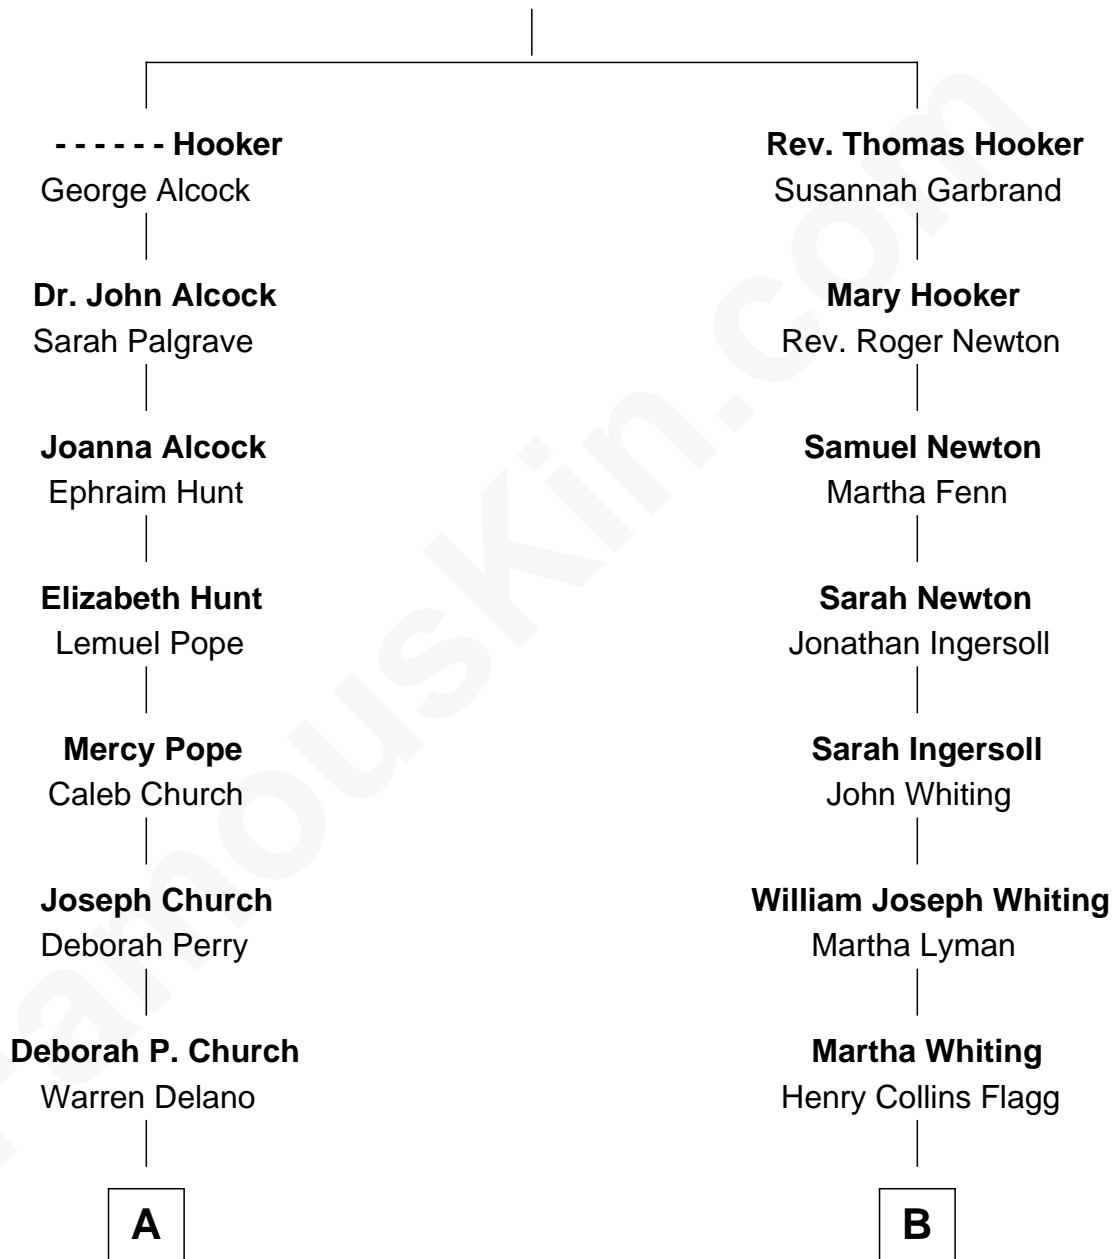 - - - - - - Hooker
George Alcock
Rev. Thomas Hooker
Susannah Garbrand
Dr. John Alcock
Sarah Palgrave
Mary Hooker
Rev. Roger Newton
Joanna Alcock
Ephraim Hunt
Samuel Newton
Martha Fenn
Elizabeth Hunt
Lemuel Pope
Sarah Newton
Jonathan Ingersoll
Mercy Pope
Caleb Church
Sarah Ingersoll
John Whiting
Joseph Church
Deborah Perry
William Joseph Whiting
Martha Lyman
Deborah P. Church
Warren Delano
Martha Whiting
Henry Collins Flagg
A
B
FamousKin.com